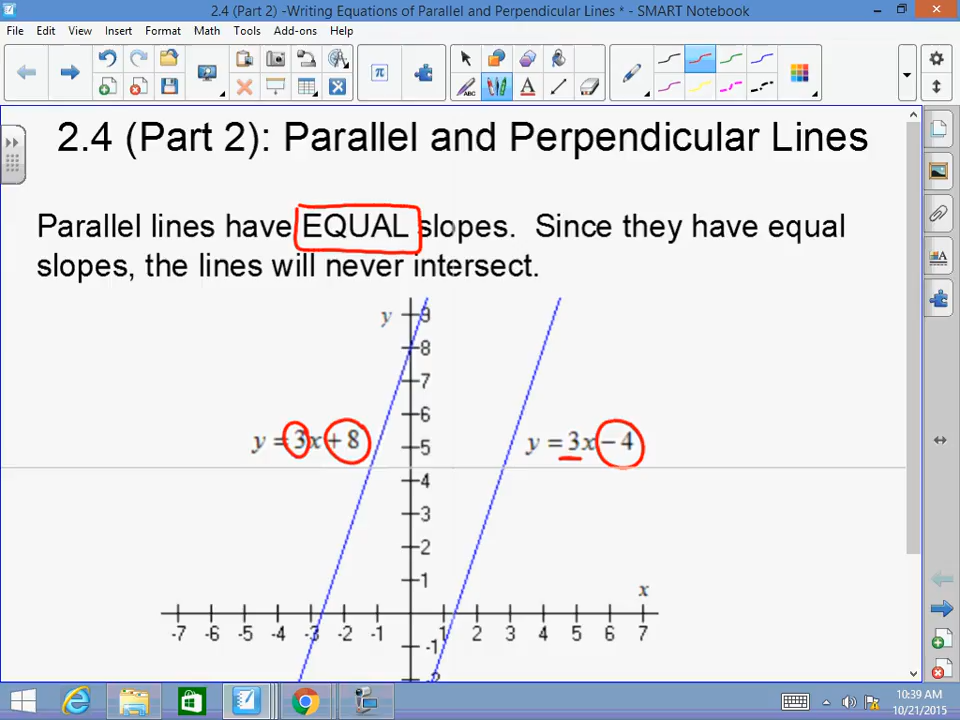 2.4 (Part 2) -Writing Equations of Parallel and Perpendicular Lines * - SMART Notebook
File Edit View Insert Format Math Tools Add-ons Help
2.4 (Part 2): Parallel and Perpendicular Lines
Parallel lines have EQUAL slopes. Since they have equal
slopes, the lines will never intersect.
y
9
8
7
6
y = 3x + 8
y = 3x − 4
5
4
3
2
1
x
-7 -6 -5 -4 -3 -2 -1 1 2 3 4 5 6 7
-1
-2
10:39 AM
10/21/2015